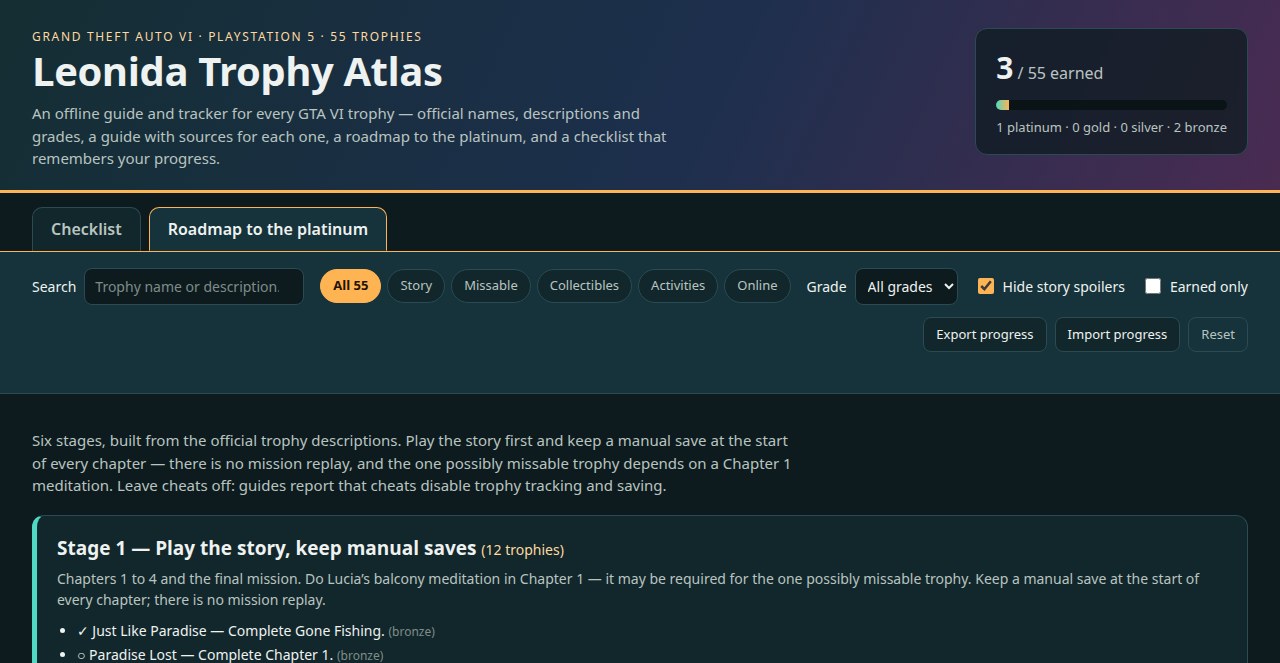 GRAND THEFT AUTO VI · PLAYSTATION 5 · 55 TROPHIES
Leonida Trophy Atlas
An offline guide and tracker for every GTA VI trophy — official names, descriptions and
grades, a guide with sources for each one, a roadmap to the platinum, and a checklist that
remembers your progress.
3 / 55 earned
1 platinum · 0 gold · 0 silver · 2 bronze
Checklist
Roadmap to the platinum
Search
Trophy name or description.
All 55
Story
Missable
Collectibles
Activities
Online
Grade
All grades
Hide story spoilers
Earned only
Export progress
Import progress
Reset
Six stages, built from the official trophy descriptions. Play the story first and keep a manual save at the start
of every chapter — there is no mission replay, and the one possibly missable trophy depends on a Chapter 1
meditation. Leave cheats off: guides report that cheats disable trophy tracking and saving.
Stage 1 — Play the story, keep manual saves (12 trophies)
Chapters 1 to 4 and the final mission. Do Lucia’s balcony meditation in Chapter 1 — it may be required for the one possibly missable trophy. Keep a manual save at the start of
every chapter; there is no mission replay.
• ✓ Just Like Paradise — Complete Gone Fishing. (bronze)
• ○ Paradise Lost — Complete Chapter 1. (bronze)